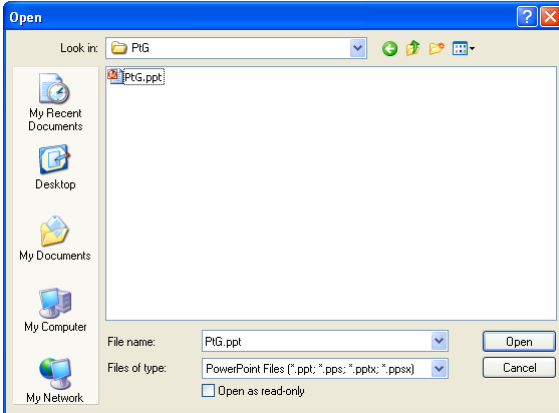 Open
Look in: PtG
PtG.ppt
My Recent
Documents
Desktop
My Documents
My Computer
My Network
File name: PtG.ppt Open
Files of type: PowerPoint Files (*.ppt; *.pps; *.pptx; *.ppsx) Cancel
Open as read-only